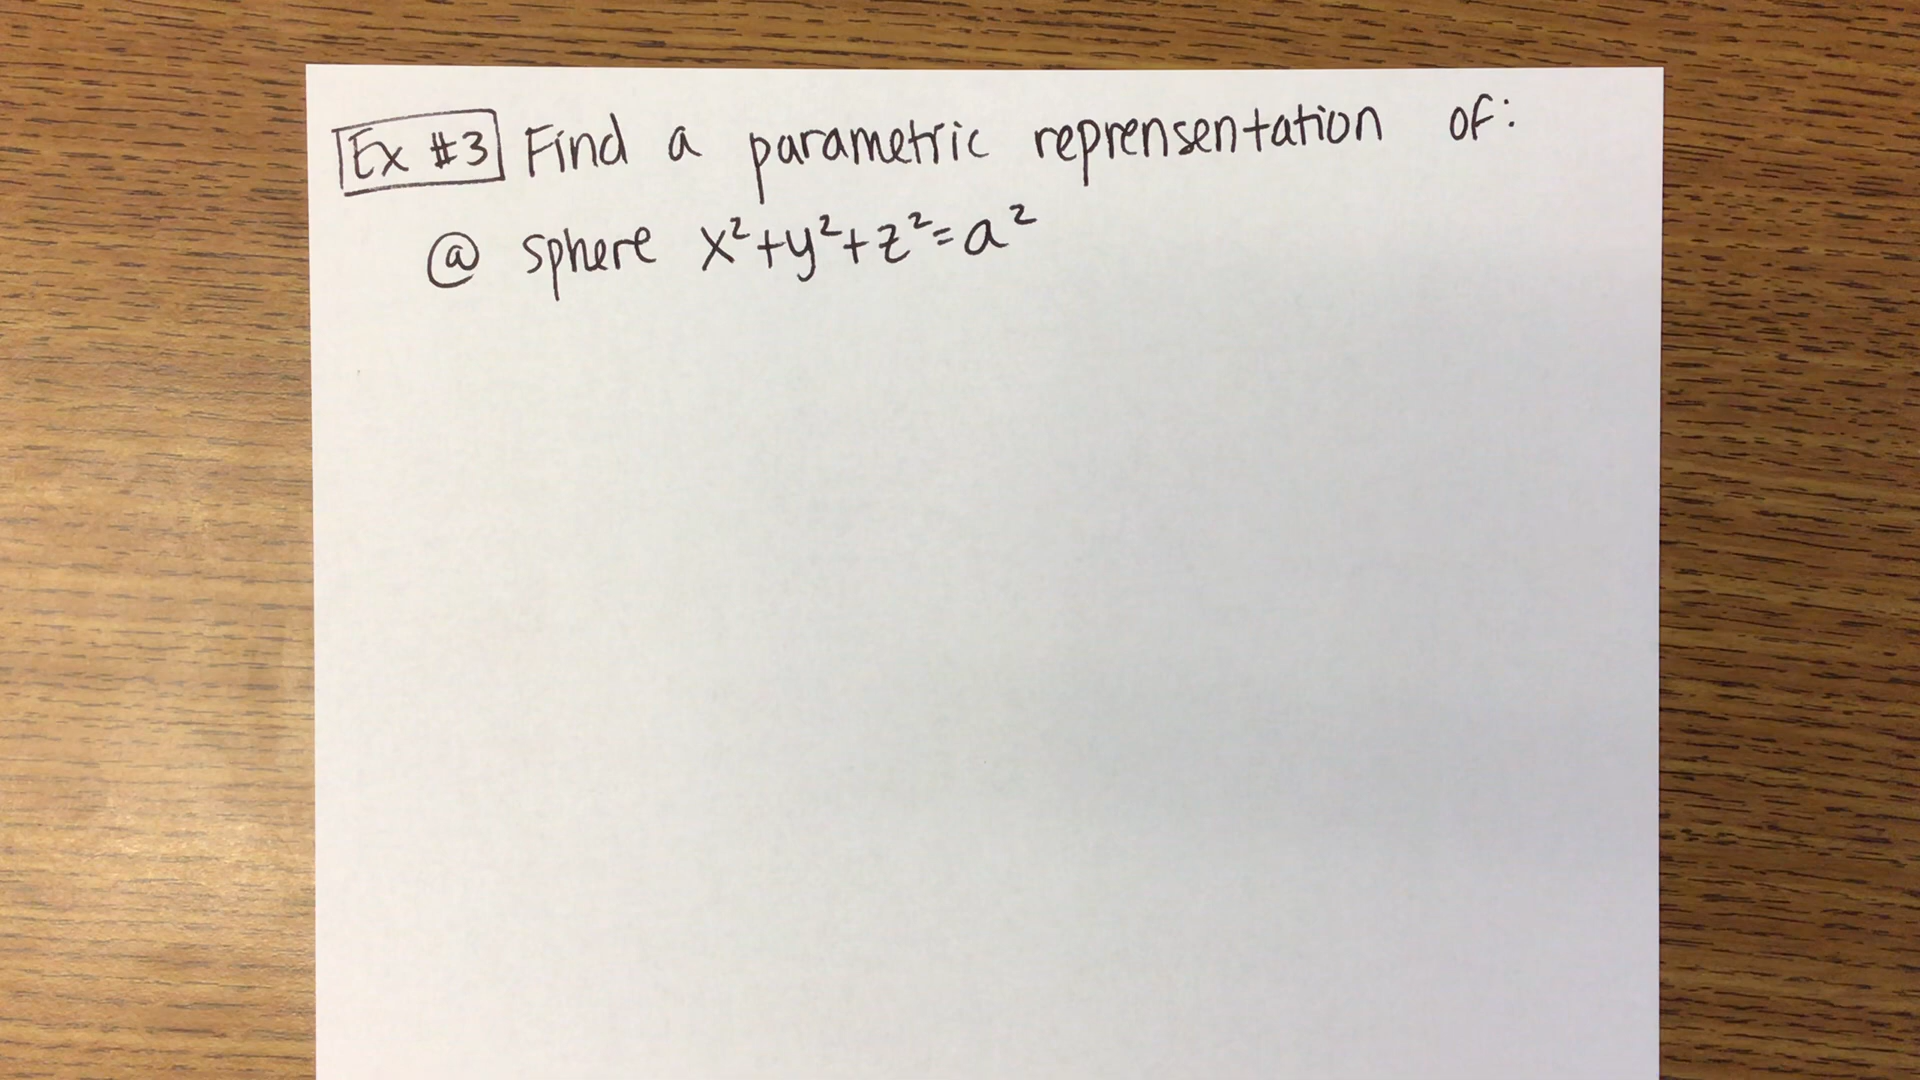 Ex #3 Find a parametric reprensentation of:
ⓐ sphere x²+y²+z²=a²